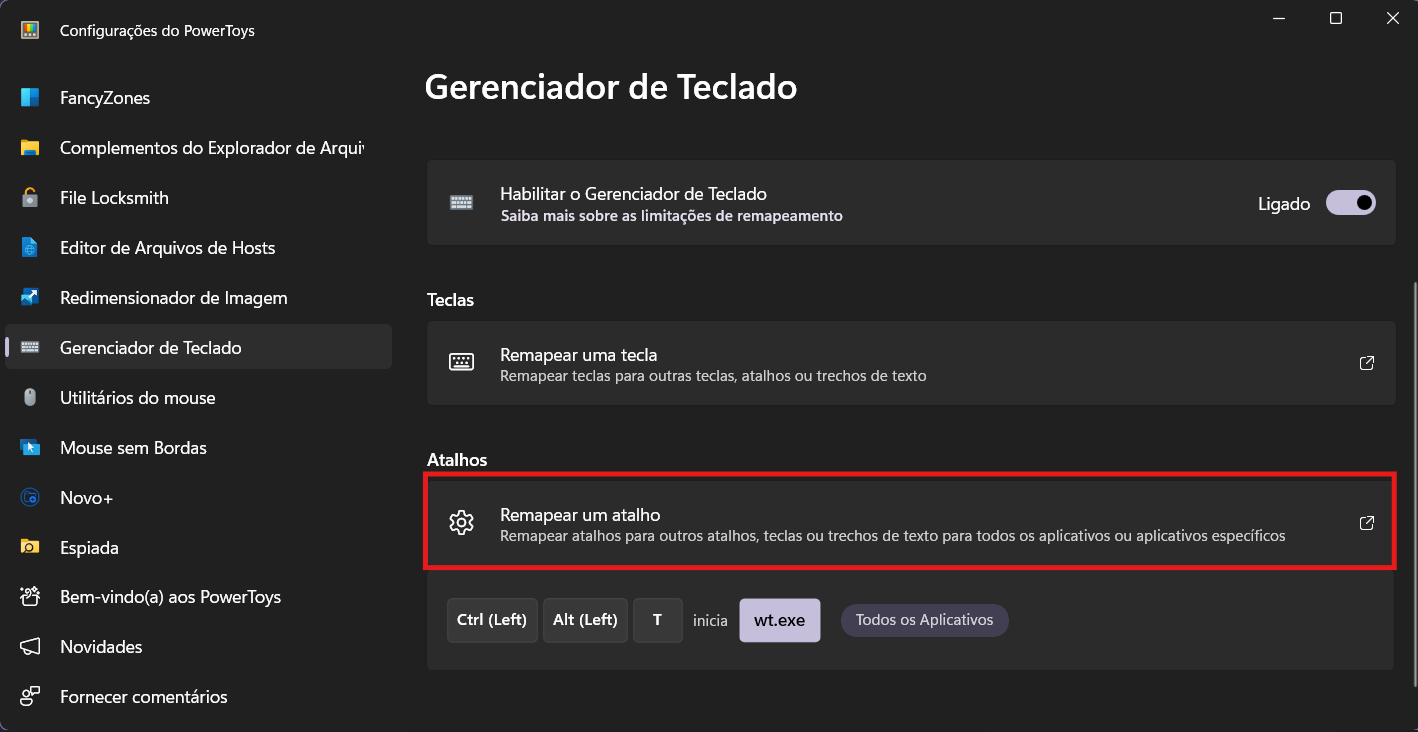 Configurações do PowerToys
FancyZones
Complementos do Explorador de Arqui
File Locksmith
Editor de Arquivos de Hosts
Redimensionador de Imagem
Gerenciador de Teclado
Utilitários do mouse
Mouse sem Bordas
Novo+
Espiada
Bem-vindo(a) aos PowerToys
Novidades
Fornecer comentários
Gerenciador de Teclado
Habilitar o Gerenciador de Teclado
Saiba mais sobre as limitações de remapeamento
Ligado
Teclas
Remapear uma tecla
Remapear teclas para outras teclas, atalhos ou trechos de texto
Atalhos
Remapear um atalho
Remapear atalhos para outros atalhos, teclas ou trechos de texto para todos os aplicativos ou aplicativos específicos
Ctrl (Left) Alt (Left) T inicia wt.exe Todos os Aplicativos